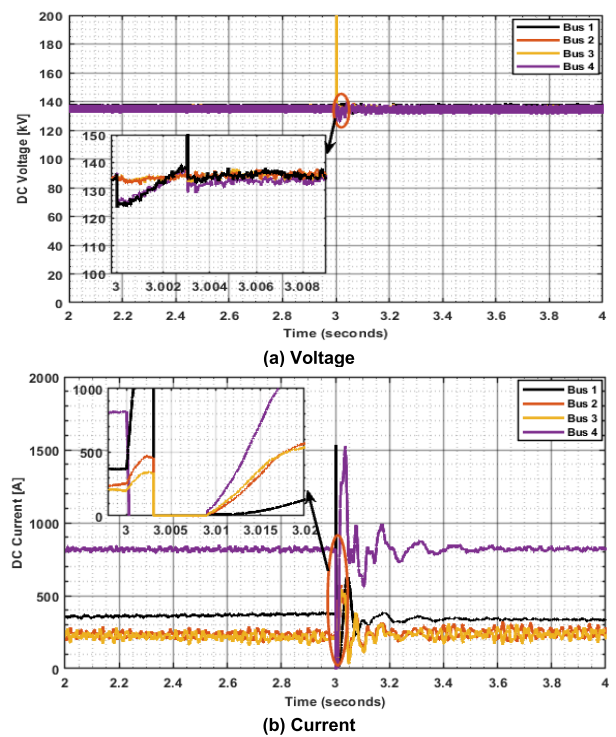 200
180
160
140
120
100
80
60
40
20
0
DC Voltage [kV]
Bus 1
Bus 2
Bus 3
Bus 4
150
140
130
120
110
100
3 3.002 3.004 3.006 3.008
2 2.2 2.4 2.6 2.8 3 3.2 3.4 3.6 3.8 4
Time (seconds)
(a) Voltage
2000
1500
1000
500
0
DC Current [A]
Bus 1
Bus 2
Bus 3
Bus 4
1000
500
0
3 3.005 3.01 3.015 3.02
2 2.2 2.4 2.6 2.8 3 3.2 3.4 3.6 3.8 4
Time (seconds)
(b) Current